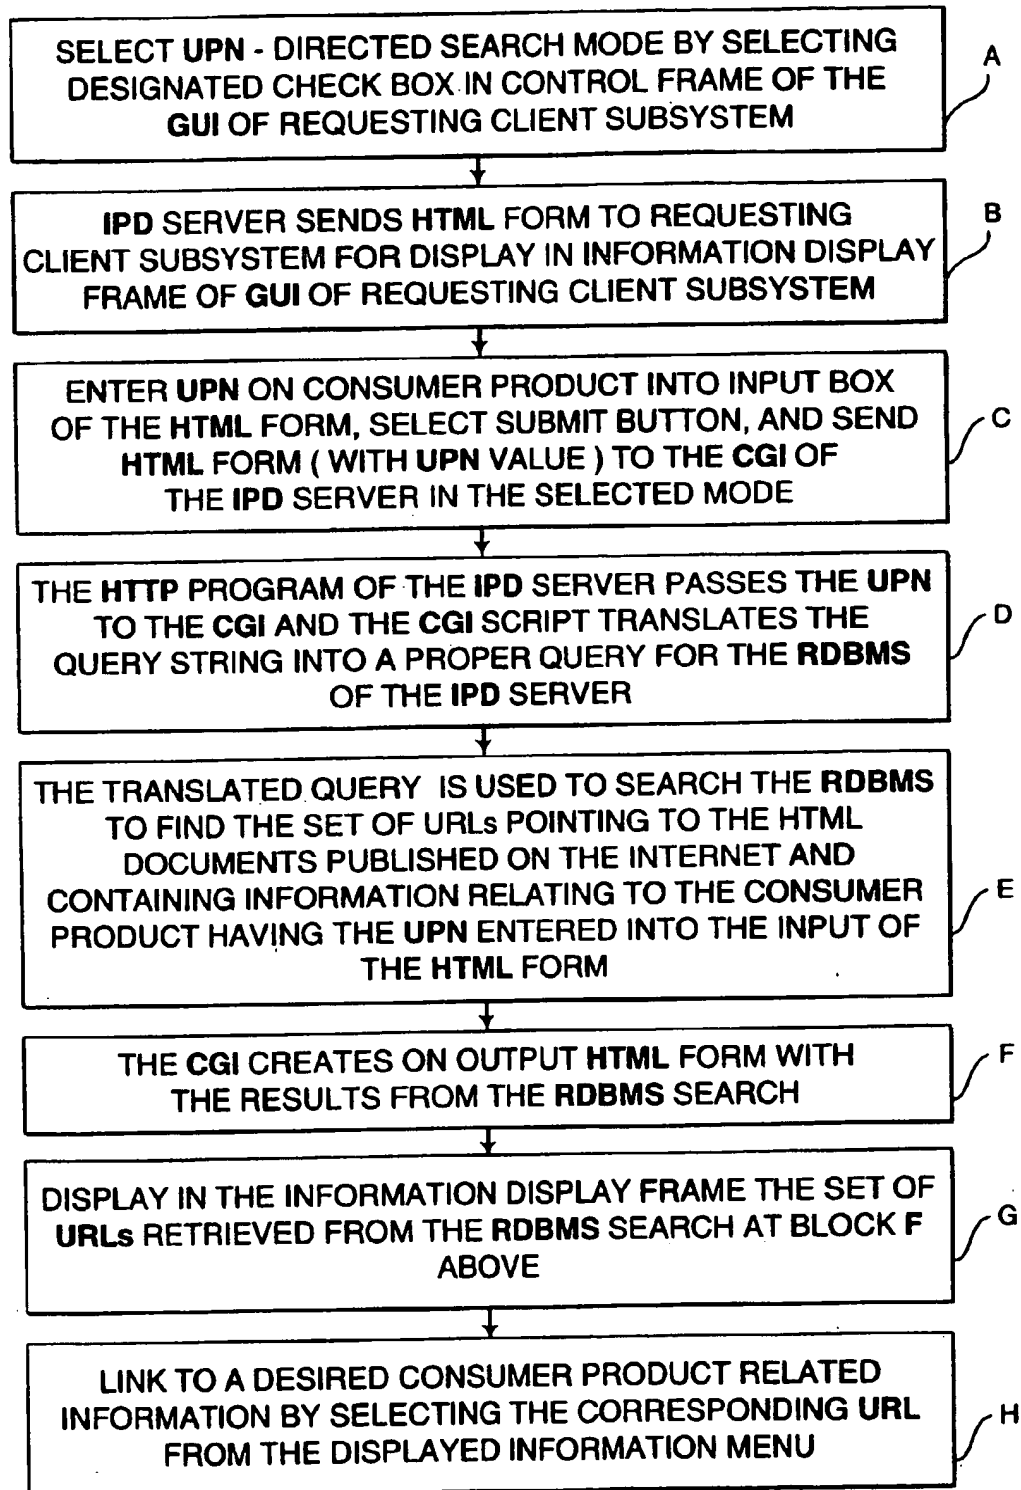 SELECT UPN - DIRECTED SEARCH MODE BY SELECTING
DESIGNATED CHECK BOX IN CONTROL FRAME OF THE
GUI OF REQUESTING CLIENT SUBSYSTEM
A
IPD SERVER SENDS HTML FORM TO REQUESTING
CLIENT SUBSYSTEM FOR DISPLAY IN INFORMATION DISPLAY
FRAME OF GUI OF REQUESTING CLIENT SUBSYSTEM
B
ENTER UPN ON CONSUMER PRODUCT INTO INPUT BOX
OF THE HTML FORM, SELECT SUBMIT BUTTON, AND SEND
HTML FORM ( WITH UPN VALUE ) TO THE CGI OF
THE IPD SERVER IN THE SELECTED MODE
C
THE HTTP PROGRAM OF THE IPD SERVER PASSES THE UPN
TO THE CGI AND THE CGI SCRIPT TRANSLATES THE
QUERY STRING INTO A PROPER QUERY FOR THE RDBMS
OF THE IPD SERVER
D
THE TRANSLATED QUERY IS USED TO SEARCH THE RDBMS
TO FIND THE SET OF URLs POINTING TO THE HTML
DOCUMENTS PUBLISHED ON THE INTERNET AND
CONTAINING INFORMATION RELATING TO THE CONSUMER
PRODUCT HAVING THE UPN ENTERED INTO THE INPUT OF
THE HTML FORM
E
THE CGI CREATES ON OUTPUT HTML FORM WITH
THE RESULTS FROM THE RDBMS SEARCH
F
DISPLAY IN THE INFORMATION DISPLAY FRAME THE SET OF
URLs RETRIEVED FROM THE RDBMS SEARCH AT BLOCK F
ABOVE
G
LINK TO A DESIRED CONSUMER PRODUCT RELATED
INFORMATION BY SELECTING THE CORRESPONDING URL
FROM THE DISPLAYED INFORMATION MENU
H